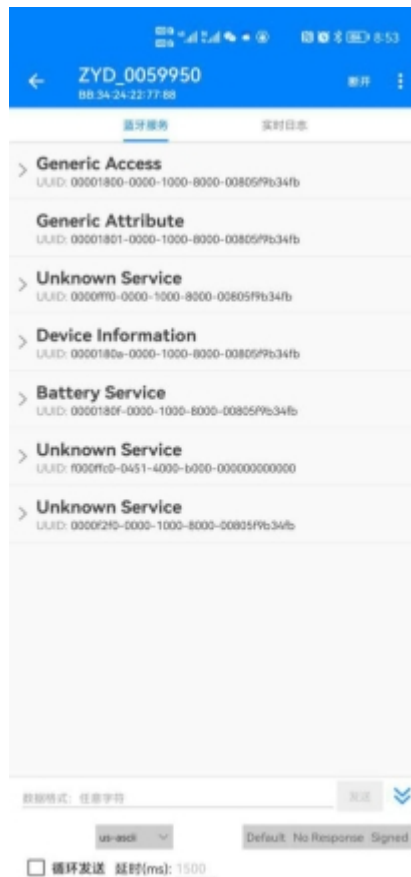 8:53
ZYD_0059950
BB:34:24:22:77:88
断开
蓝牙服务 实时日志
Generic Access
UUID: 00001800-0000-1000-8000-00805f9b34fb
Generic Attribute
UUID: 00001801-0000-1000-8000-00805f9b34fb
Unknown Service
UUID: 0000fff0-0000-1000-8000-00805f9b34fb
Device Information
UUID: 0000180a-0000-1000-8000-00805f9b34fb
Battery Service
UUID: 0000180f-0000-1000-8000-00805f9b34fb
Unknown Service
UUID: f000ffc0-0451-4000-b000-000000000000
Unknown Service
UUID: 0000f2f0-0000-1000-8000-00805f9b34fb
数据格式: 任意字符 发送
us-ascii Default No Response Signed
循环发送 延时(ms): 1500